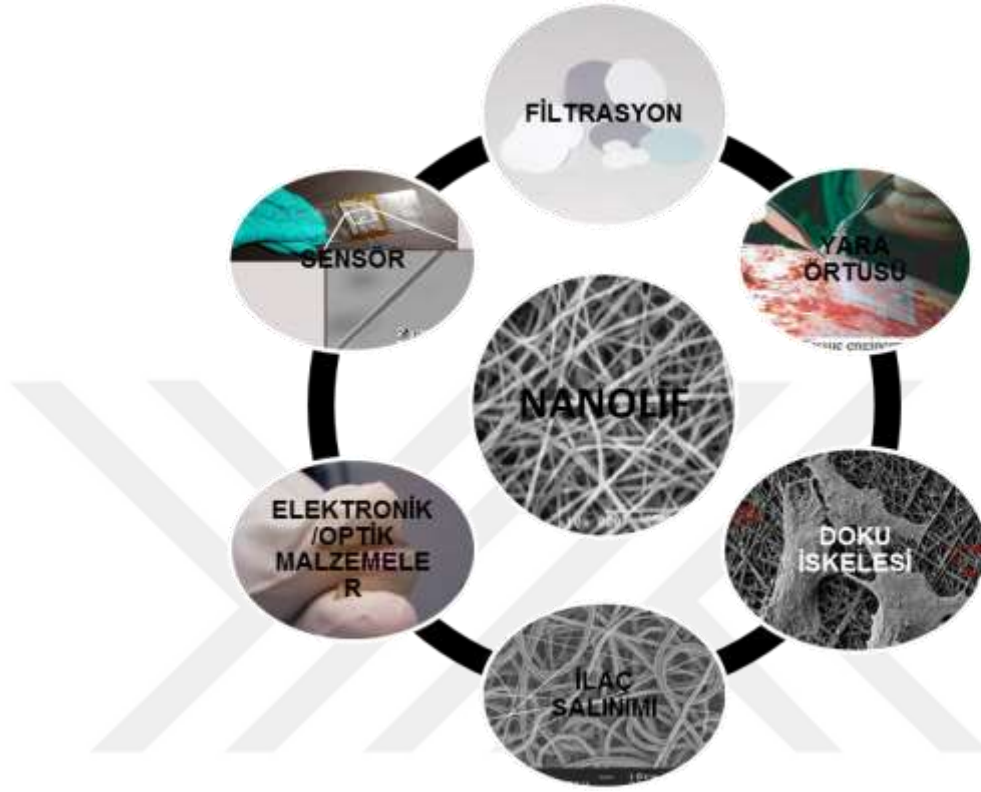 FİLTRASYON
YARA
ÖRTÜSÜ
DOKU
İSKELESİ
İLAÇ
SALINIMI
ELEKTRONİK
/OPTİK
MALZEMELE
R
SENSÖR
NANOLİF